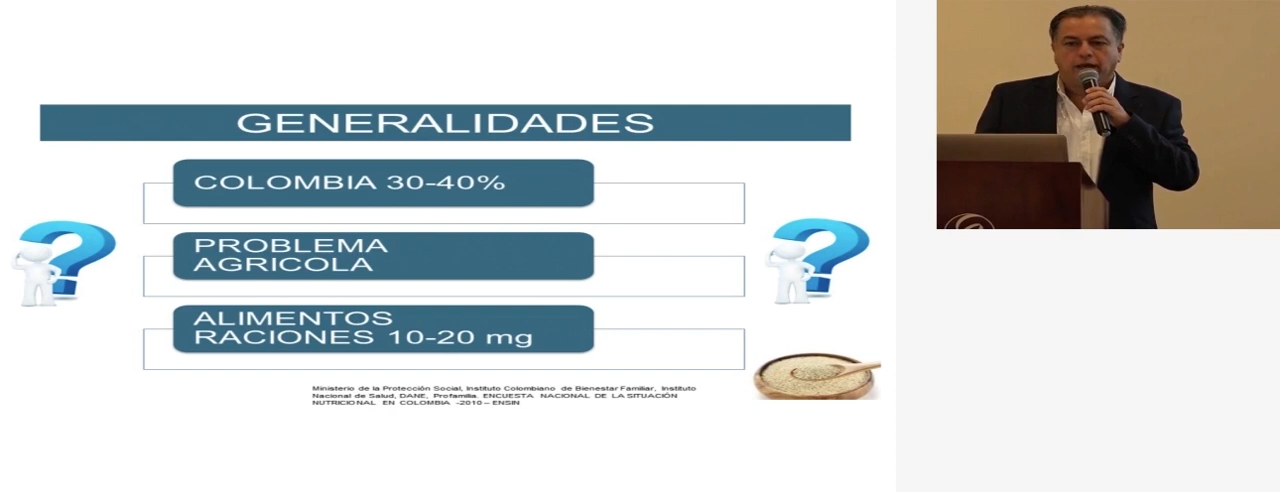 GENERALIDADES
COLOMBIA 30-40%
PROBLEMA
AGRICOLA
ALIMENTOS
RACIONES 10-20 mg
Ministerio de la Protección Social, Instituto Colombiano de Bienestar Familiar, Instituto
Nacional de Salud, DANE, Profamilia. ENCUESTA NACIONAL DE LA SITUACIÓN
NUTRICIONAL EN COLOMBIA -2010 – ENSIN